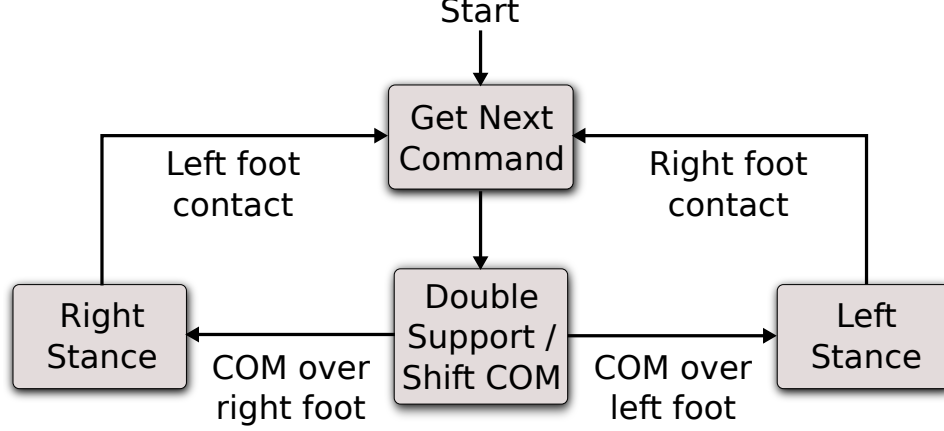 Start
Get Next
Command
Left foot
contact
Right foot
contact
Right
Stance
Double
Support /
Shift COM
Left
Stance
COM over
right foot
COM over
left foot